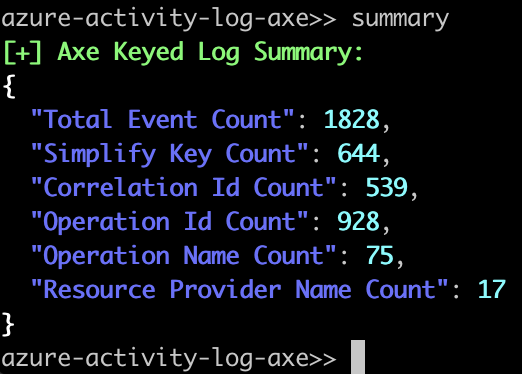 azure-activity-log-axe>> summary
[+] Axe Keyed Log Summary:
{
  "Total Event Count": 1828,
  "Simplify Key Count": 644,
  "Correlation Id Count": 539,
  "Operation Id Count": 928,
  "Operation Name Count": 75,
  "Resource Provider Name Count": 17
}
azure-activity-log-axe>>